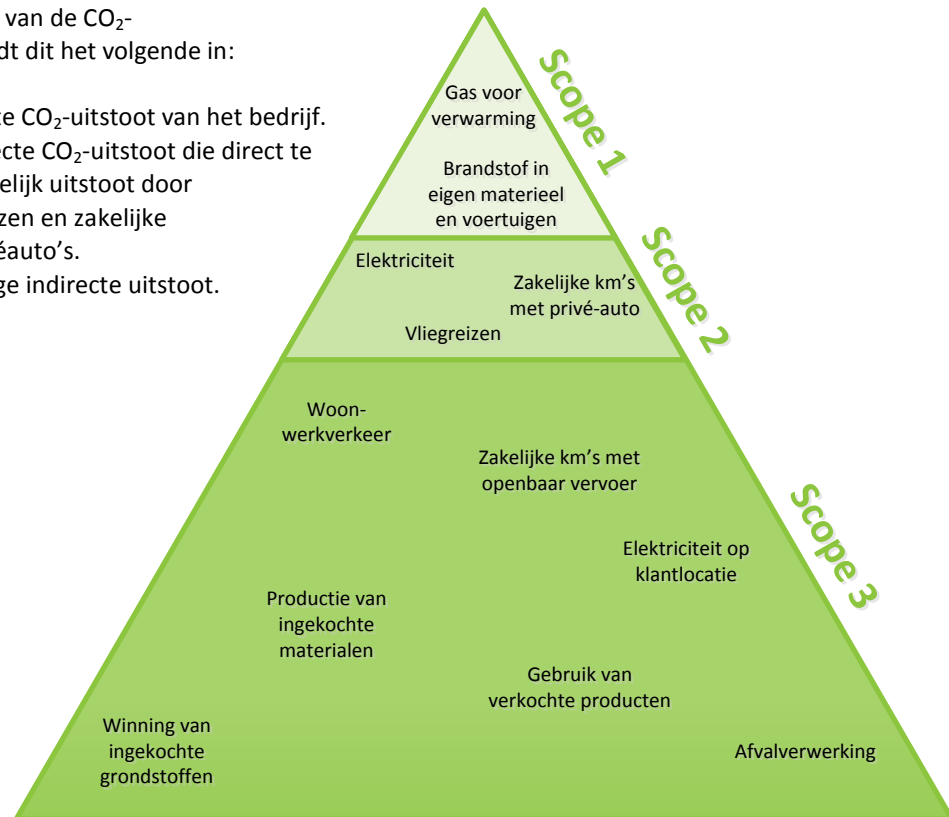 van de CO₂-
dt dit het volgende in:
te CO₂-uitstoot van het bedrijf.
ecte CO₂-uitstoot die direct te
elijk uitstoot door
zen en zakelijke
éauto's.
ge indirecte uitstoot.
Scope 1
Gas voor
verwarming
Brandstof in
eigen materieel
en voertuigen
Scope 2
Elektriciteit
Zakelijke km's
met privé-auto
Vliegreizen
Scope 3
Woon-
werkverkeer
Zakelijke km's met
openbaar vervoer
Elektriciteit op
klantlocatie
Productie van
ingekochte
materialen
Gebruik van
verkochte producten
Winning van
ingekochte
grondstoffen
Afvalverwerking